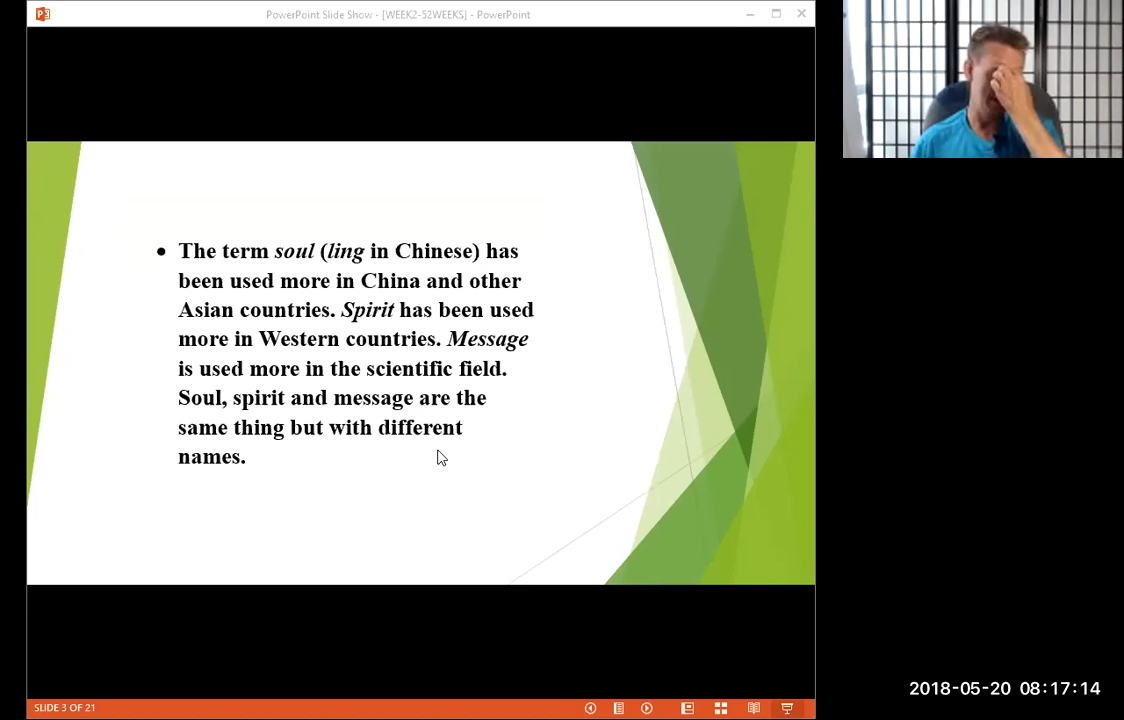 PowerPoint Slide Show - [WEEK2-52WEEKS] - PowerPoint
• The term soul (ling in Chinese) has
been used more in China and other
Asian countries. Spirit has been used
more in Western countries. Message
is used more in the scientific field.
Soul, spirit and message are the
same thing but with different
names.
SLIDE 3 OF 21
2018-05-20 08:17:14